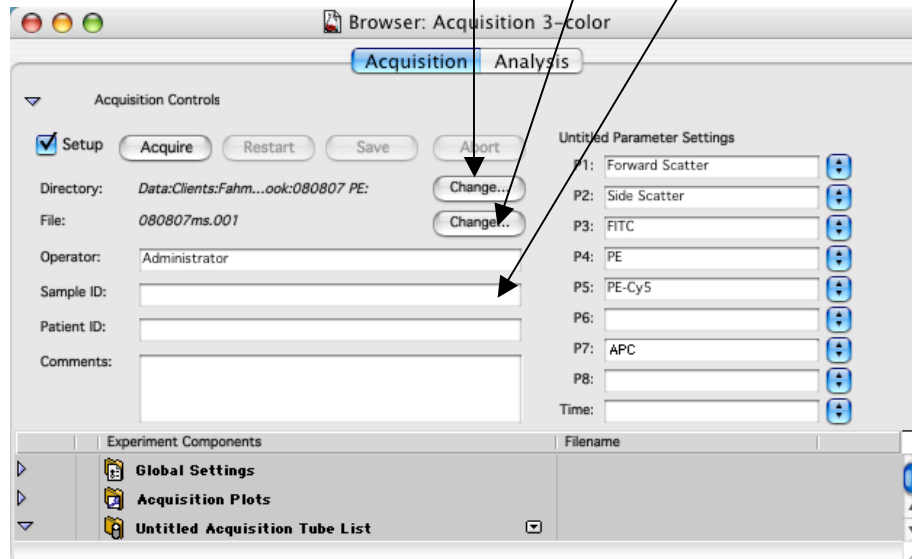 Browser: Acquisition 3-color
Acquisition Analysis
Acquisition Controls
Setup Acquire Restart Save Abort
Directory: Data:Clients:Fahm...ook:080807 PE: Change...
File: 080807ms.001 Change...
Operator: Administrator
Sample ID:
Patient ID:
Comments:
Untitled Parameter Settings
P1: Forward Scatter
P2: Side Scatter
P3: FITC
P4: PE
P5: PE-Cy5
P6:
P7: APC
P8:
Time:
Experiment Components Filename
Global Settings
Acquisition Plots
Untitled Acquisition Tube List